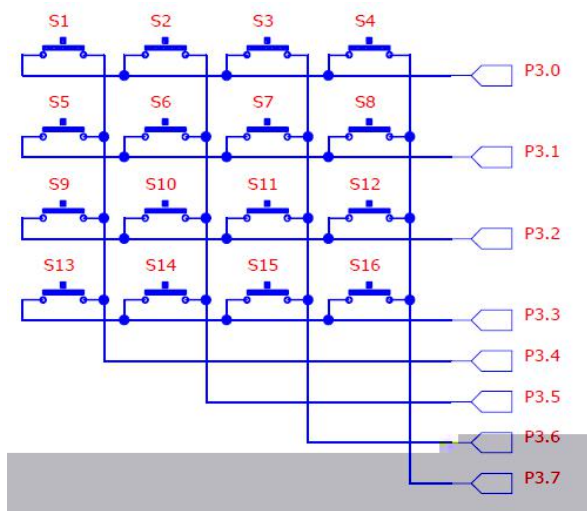 S1 S2 S3 S4
P3.0
S5 S6 S7 S8
P3.1
S9 S10 S11 S12
P3.2
S13 S14 S15 S16
P3.3
P3.4
P3.5
P3.6
P3.7